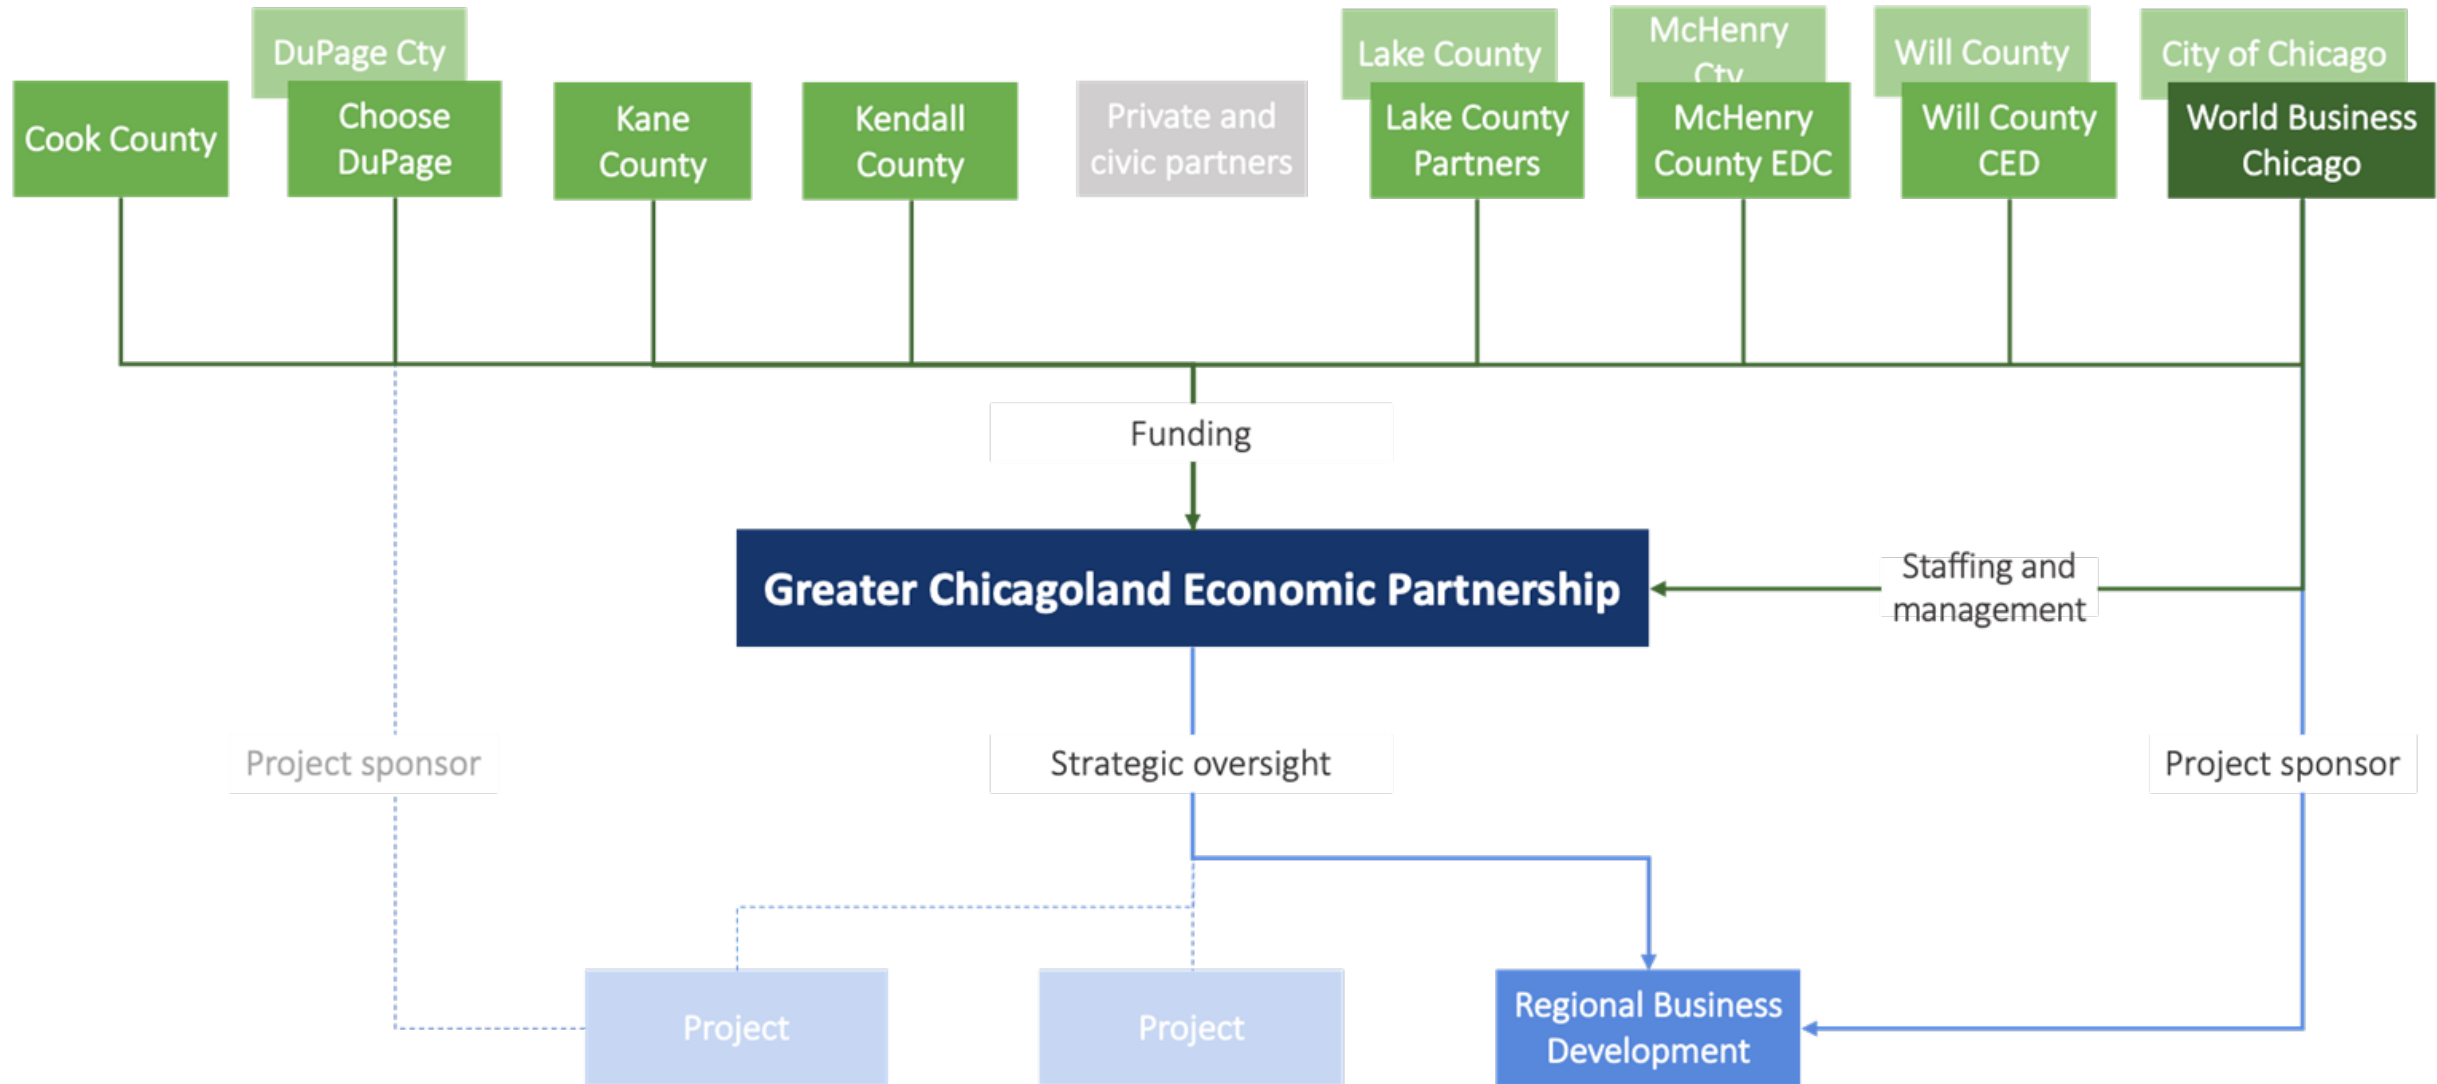 DuPage Cty
Lake County
McHenry
Cty
Will County
City of Chicago
Cook County
Choose
DuPage
Kane
County
Kendall
County
Private and
civic partners
Lake County
Partners
McHenry
County EDC
Will County
CED
World Business
Chicago
Funding
Greater Chicagoland Economic Partnership
Staffing and
management
Project sponsor
Strategic oversight
Project sponsor
Project
Project
Regional Business
Development